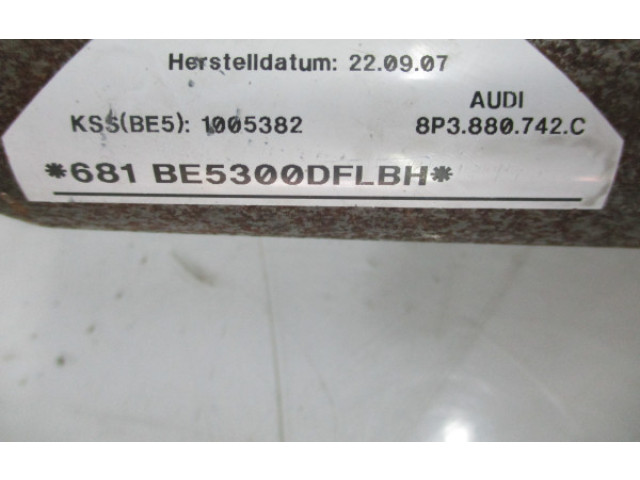 Herstelldatum: 22.09.07
AUDI
KSS(BE5): 1005382 8P3.880.742.C
*681 BE5300DFLBH*